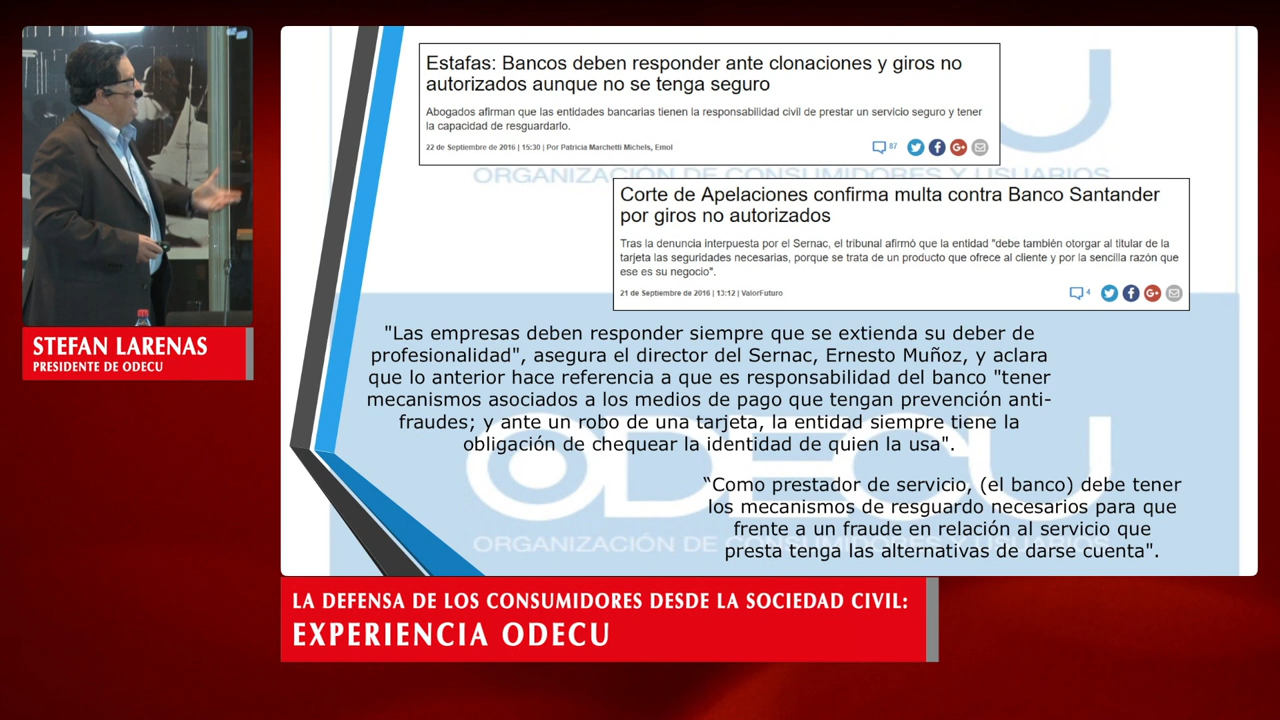 STEFAN LARENAS
PRESIDENTE DE ODECU
Estafas: Bancos deben responder ante clonaciones y giros no
autorizados aunque no se tenga seguro
Abogados afirman que las entidades bancarias tienen la responsabilidad civil de prestar un servicio seguro y tener
la capacidad de resguardarlo.
22 de Septiembre de 2016 | 15:30 | Por Patricia Marchetti Michels, Emol
87
ORGANIZACIÓN DE CONSUMIDORES Y USUARIOS
Corte de Apelaciones confirma multa contra Banco Santander
por giros no autorizados
Tras la denuncia interpuesta por el Sernac, el tribunal afirmó que la entidad "debe también otorgar al titular de la
tarjeta las seguridades necesarias, porque se trata de un producto que ofrece al cliente y por la sencilla razón que
ese es su negocio".
21 de Septiembre de 2016 | 13:12 | ValorFuturo
4
"Las empresas deben responder siempre que se extienda su deber de
profesionalidad", asegura el director del Sernac, Ernesto Muñoz, y aclara
que lo anterior hace referencia a que es responsabilidad del banco "tener
mecanismos asociados a los medios de pago que tengan prevención anti-
fraudes; y ante un robo de una tarjeta, la entidad siempre tiene la
obligación de chequear la identidad de quien la usa".
ODECU
ORGANIZACIÓN DE CONSUMIDORES Y USUARIOS
“Como prestador de servicio, (el banco) debe tener
los mecanismos de resguardo necesarios para que
frente a un fraude en relación al servicio que
presta tenga las alternativas de darse cuenta".
LA DEFENSA DE LOS CONSUMIDORES DESDE LA SOCIEDAD CIVIL:
EXPERIENCIA ODECU